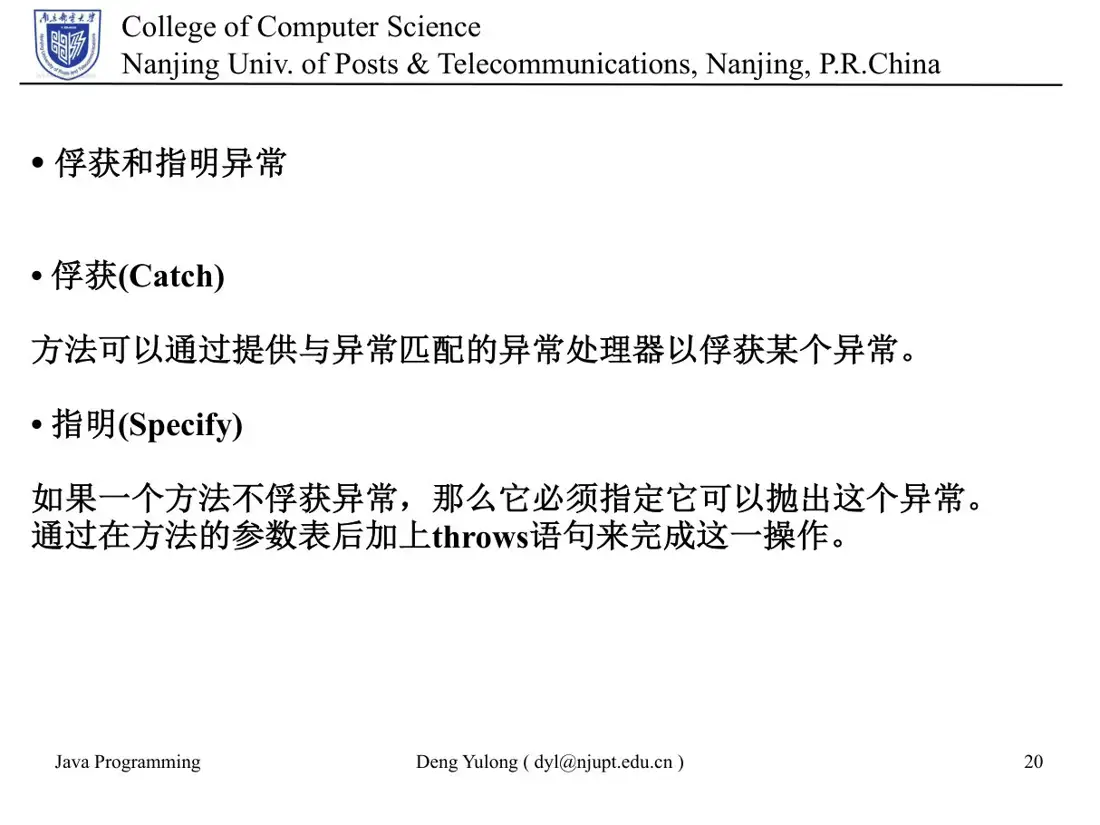 College of Computer Science
Nanjing Univ. of Posts & Telecommunications, Nanjing, P.R.China
• 俘获和指明异常
• 俘获(Catch)
方法可以通过提供与异常匹配的异常处理器以俘获某个异常。
• 指明(Specify)
如果一个方法不俘获异常，那么它必须指定它可以抛出这个异常。
通过在方法的参数表后加上throws语句来完成这一操作。
Java Programming
Deng Yulong ( dyl@njupt.edu.cn )
20